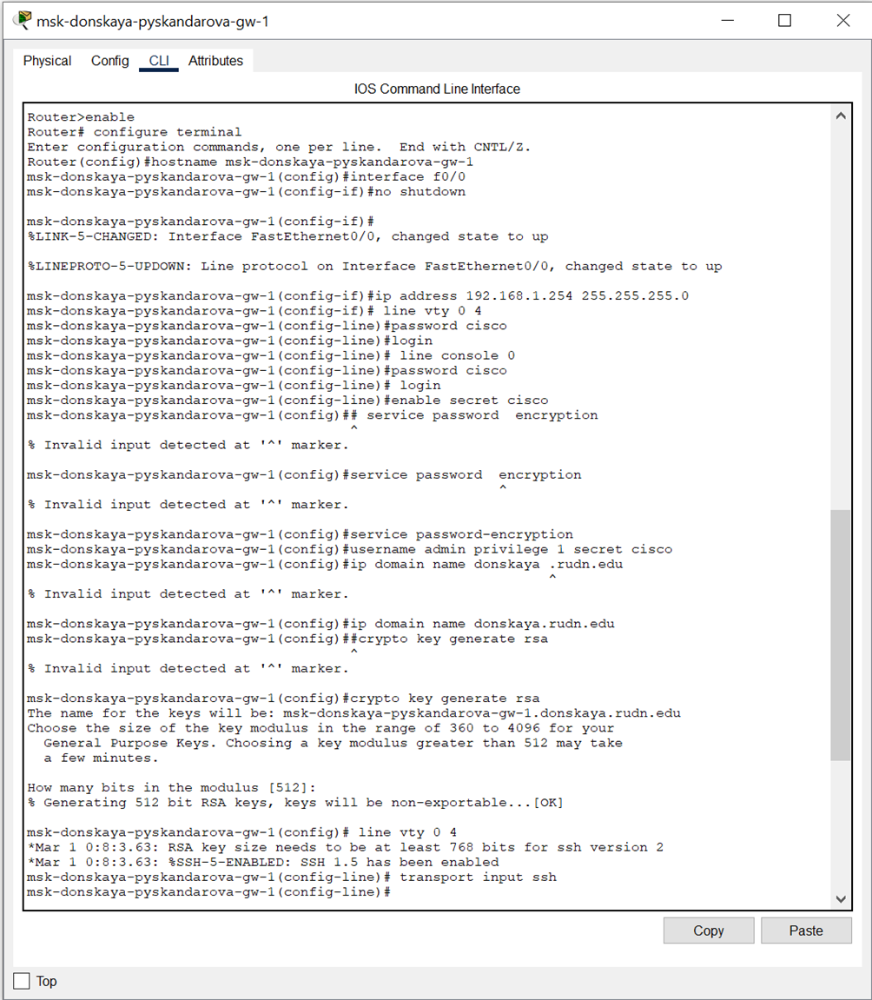 msk-donskaya-pyskandarova-gw-1
Physical Config CLI Attributes
IOS Command Line Interface
Router>enable
Router# configure terminal
Enter configuration commands, one per line.  End with CNTL/Z.
Router(config)#hostname msk-donskaya-pyskandarova-gw-1
msk-donskaya-pyskandarova-gw-1(config)#interface f0/0
msk-donskaya-pyskandarova-gw-1(config-if)#no shutdown
msk-donskaya-pyskandarova-gw-1(config-if)#
%LINK-5-CHANGED: Interface FastEthernet0/0, changed state to up
%LINEPROTO-5-UPDOWN: Line protocol on Interface FastEthernet0/0, changed state to up
msk-donskaya-pyskandarova-gw-1(config-if)#ip address 192.168.1.254 255.255.255.0
msk-donskaya-pyskandarova-gw-1(config-if)# line vty 0 4
msk-donskaya-pyskandarova-gw-1(config-line)#password cisco
msk-donskaya-pyskandarova-gw-1(config-line)#login
msk-donskaya-pyskandarova-gw-1(config-line)# line console 0
msk-donskaya-pyskandarova-gw-1(config-line)#password cisco
msk-donskaya-pyskandarova-gw-1(config-line)# login
msk-donskaya-pyskandarova-gw-1(config-line)#enable secret cisco
msk-donskaya-pyskandarova-gw-1(config)## service password  encryption
^
% Invalid input detected at '^' marker.
msk-donskaya-pyskandarova-gw-1(config)#service password  encryption
^
% Invalid input detected at '^' marker.
msk-donskaya-pyskandarova-gw-1(config)#service password-encryption
msk-donskaya-pyskandarova-gw-1(config)#username admin privilege 1 secret cisco
msk-donskaya-pyskandarova-gw-1(config)#ip domain name donskaya .rudn.edu
^
% Invalid input detected at '^' marker.
msk-donskaya-pyskandarova-gw-1(config)#ip domain name donskaya.rudn.edu
msk-donskaya-pyskandarova-gw-1(config)##crypto key generate rsa
^
% Invalid input detected at '^' marker.
msk-donskaya-pyskandarova-gw-1(config)#crypto key generate rsa
The name for the keys will be: msk-donskaya-pyskandarova-gw-1.donskaya.rudn.edu
Choose the size of the key modulus in the range of 360 to 4096 for your
General Purpose Keys. Choosing a key modulus greater than 512 may take
a few minutes.
How many bits in the modulus [512]:
% Generating 512 bit RSA keys, keys will be non-exportable...[OK]
msk-donskaya-pyskandarova-gw-1(config)# line vty 0 4
*Mar 1 0:8:3.63: RSA key size needs to be at least 768 bits for ssh version 2
*Mar 1 0:8:3.63: %SSH-5-ENABLED: SSH 1.5 has been enabled
msk-donskaya-pyskandarova-gw-1(config-line)# transport input ssh
msk-donskaya-pyskandarova-gw-1(config-line)#
Copy Paste
Top